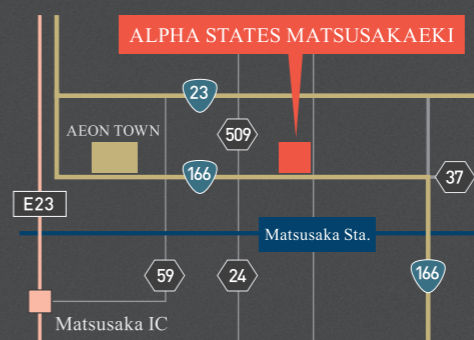 ALPHA STATES MATSUSAKAEKI
23
AEON TOWN
509
166
37
E23
Matsusaka Sta.
59
24
166
Matsusaka IC